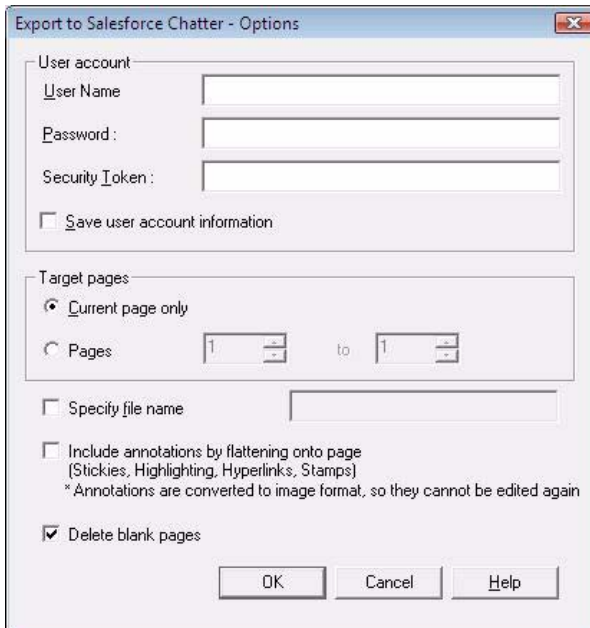 Export to Salesforce Chatter - Options
User account
User Name
Password :
Security Token :
Save user account information
Target pages
Current page only
Pages 1 to 1
Specify file name
Include annotations by flattening onto page
(Stickies, Highlighting, Hyperlinks, Stamps)
* Annotations are converted to image format, so they cannot be edited again
Delete blank pages
OK Cancel Help